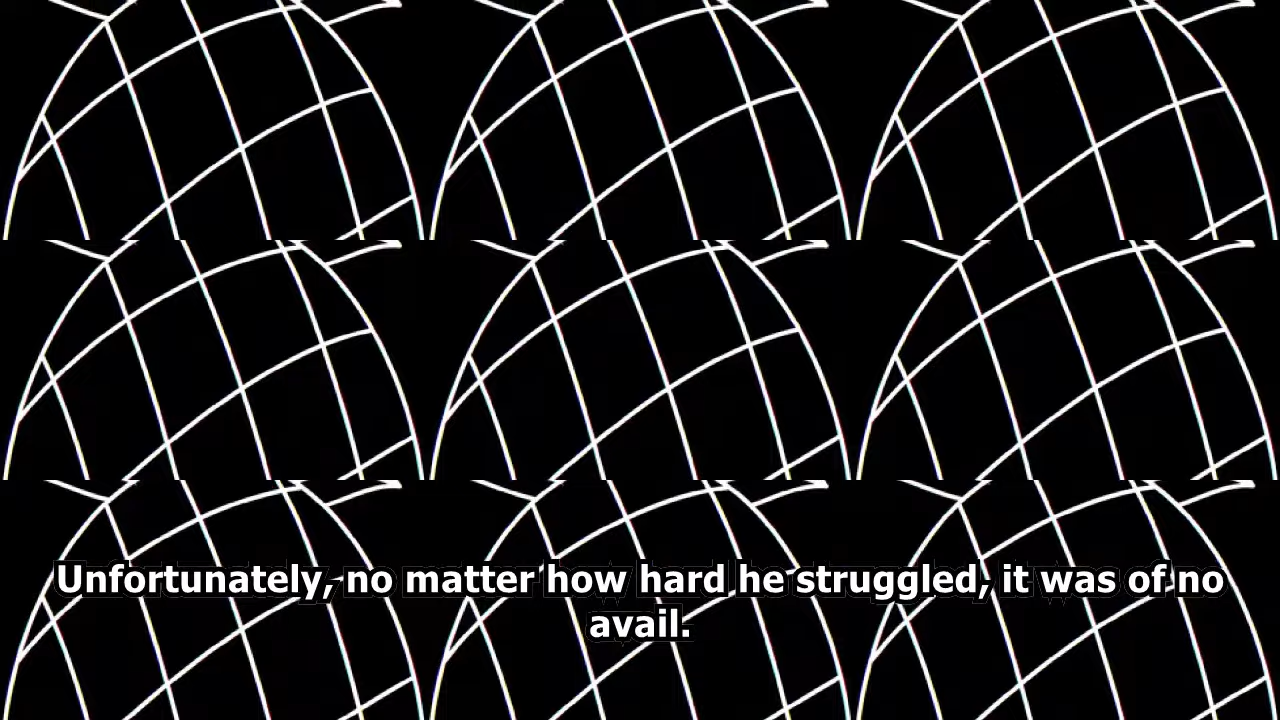 Unfortunately, no matter how hard he struggled, it was of no
avail.